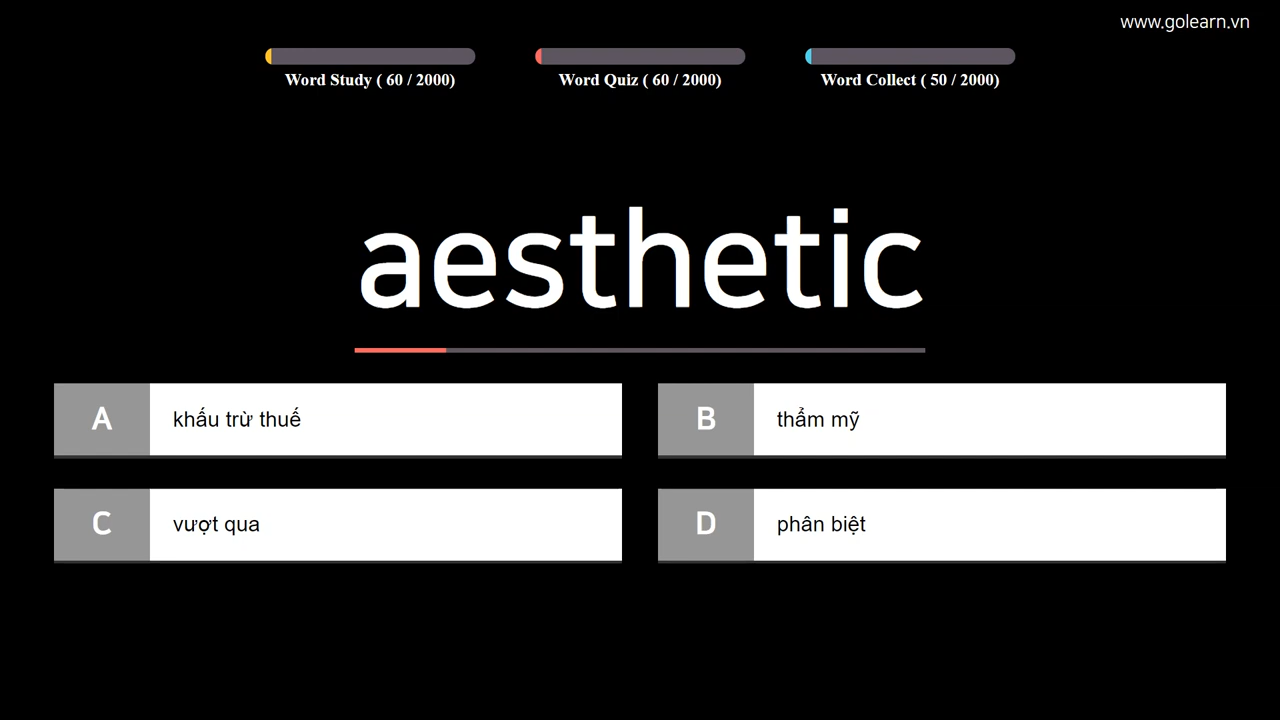 www.golearn.vn
Word Study ( 60 / 2000)
Word Quiz ( 60 / 2000)
Word Collect ( 50 / 2000)
aesthetic
A khấu trừ thuế
B thẩm mỹ
C vượt qua
D phân biệt